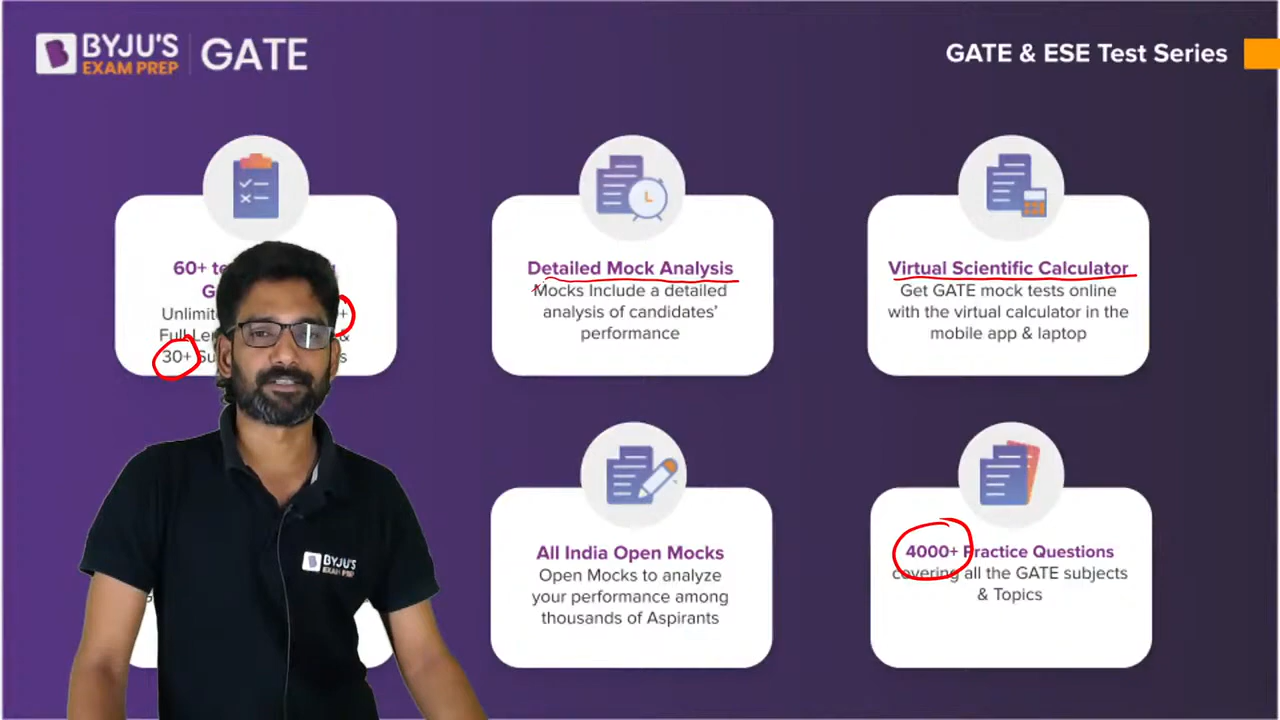 BYJU'S
EXAM PREP
GATE
GATE & ESE Test Series
60+
Unlimite
30+
Detailed Mock Analysis
Mocks Include a detailed
analysis of candidates'
performance
Virtual Scientific Calculator
Get GATE mock tests online
with the virtual calculator in the
mobile app & laptop
All India Open Mocks
Open Mocks to analyze
your performance among
thousands of Aspirants
4000+ Practice Questions
covering all the GATE subjects
& Topics
BYJU'S
EXAM PREP